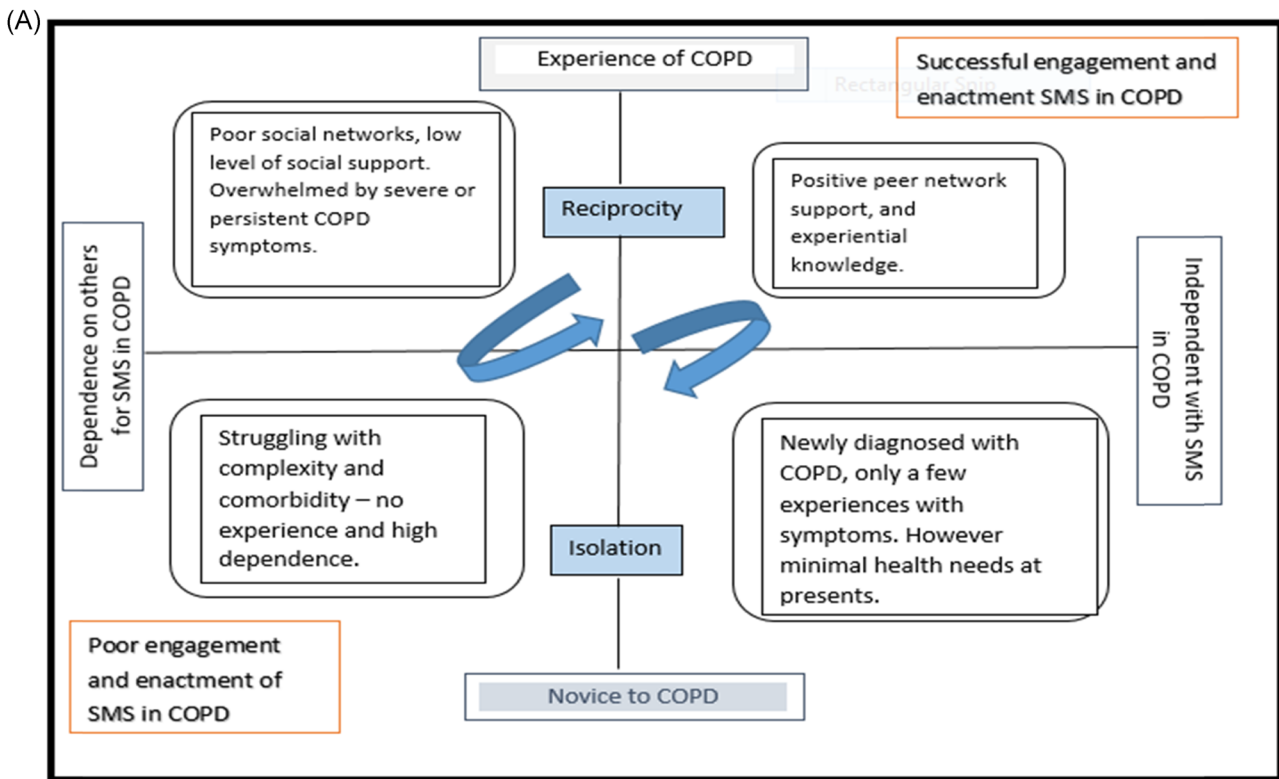 (A)
Experience of COPD
Successful engagement and
enactment SMS in COPD
Rectangular Snip
Poor social networks, low
level of social support.
Overwhelmed by severe or
persistent COPD
symptoms.
Reciprocity
Positive peer network
support, and
experiential
knowledge.
Dependence on others
for SMS in COPD
Independent with SMS
in COPD
Struggling with
complexity and
comorbidity – no
experience and high
dependence.
Isolation
Newly diagnosed with
COPD, only a few
experiences with
symptoms. However
minimal health needs at
presents.
Poor engagement
and enactment of
SMS in COPD
Novice to COPD